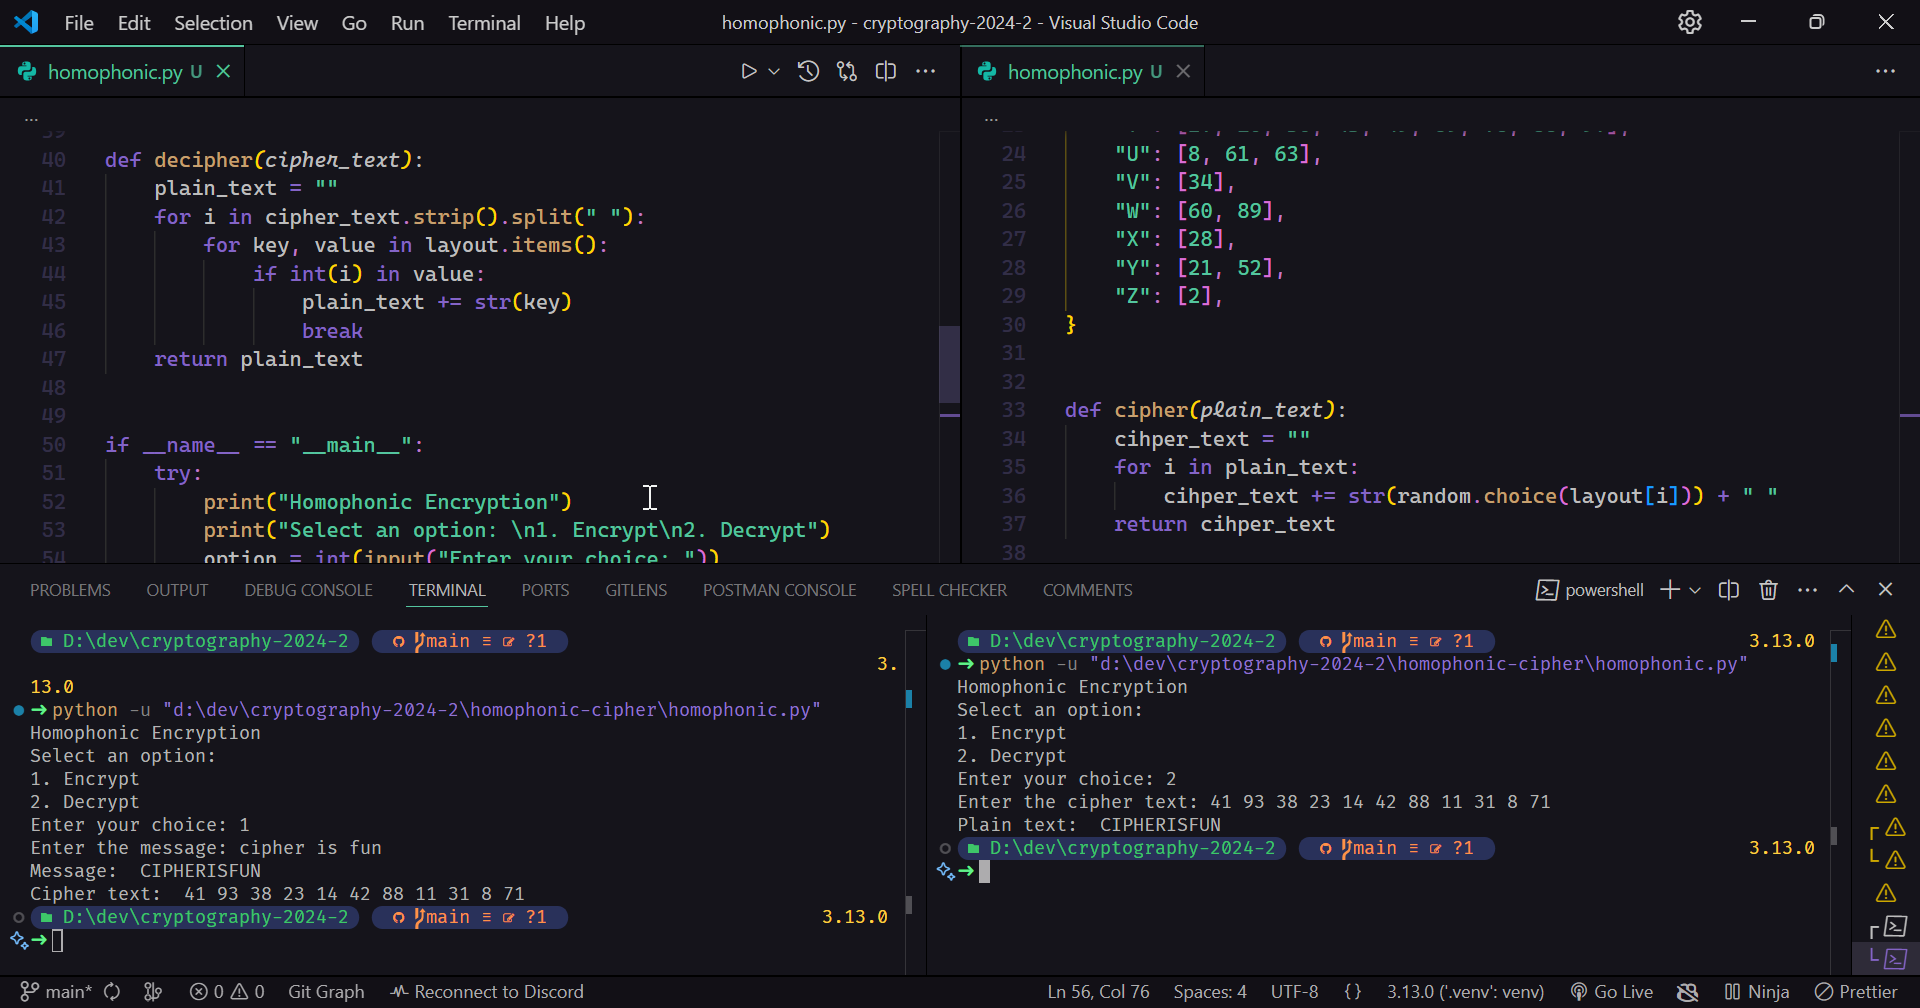 File Edit Selection View Go Run Terminal Help
homophonic.py - cryptography-2024-2 - Visual Studio Code
homophonic.py U
...
40 def decipher(cipher_text):
41 plain_text = ""
42 for i in cipher_text.strip().split(" "):
43 for key, value in layout.items():
44 if int(i) in value:
45 plain_text += str(key)
46 break
47 return plain_text
48
49
50 if __name__ == "__main__":
51 try:
52 print("Homophonic Encryption")
53 print("Select an option: \n1. Encrypt\n2. Decrypt")
54 option = int(input("Enter your choice: "))
homophonic.py U
...
24 "U": [8, 61, 63],
25 "V": [34],
26 "W": [60, 89],
27 "X": [28],
28 "Y": [21, 52],
29 "Z": [2],
30 }
31
32
33 def cipher(plain_text):
34 cihper_text = ""
35 for i in plain_text:
36 cihper_text += str(random.choice(layout[i])) + " "
37 return cihper_text
38
PROBLEMS OUTPUT DEBUG CONSOLE TERMINAL PORTS GITLENS POSTMAN CONSOLE SPELL CHECKER COMMENTS
powershell
D:\dev\cryptography-2024-2 main ≡ ?1
3.
13.0
➜ python -u "d:\dev\cryptography-2024-2\homophonic-cipher\homophonic.py"
Homophonic Encryption
Select an option:
1. Encrypt
2. Decrypt
Enter your choice: 1
Enter the message: cipher is fun
Message:  CIPHERISFUN
Cipher text:  41 93 38 23 14 42 88 11 31 8 71
D:\dev\cryptography-2024-2 main ≡ ?1 3.13.0
➜
D:\dev\cryptography-2024-2 main ≡ ?1 3.13.0
➜ python -u "d:\dev\cryptography-2024-2\homophonic-cipher\homophonic.py"
Homophonic Encryption
Select an option:
1. Encrypt
2. Decrypt
Enter your choice: 2
Enter the cipher text: 41 93 38 23 14 42 88 11 31 8 71
Plain text:  CIPHERISFUN
D:\dev\cryptography-2024-2 main ≡ ?1 3.13.0
➜
main* 0 0 Git Graph Reconnect to Discord Ln 56, Col 76 Spaces: 4 UTF-8 {} 3.13.0 ('.venv': venv) Go Live Ninja Prettier